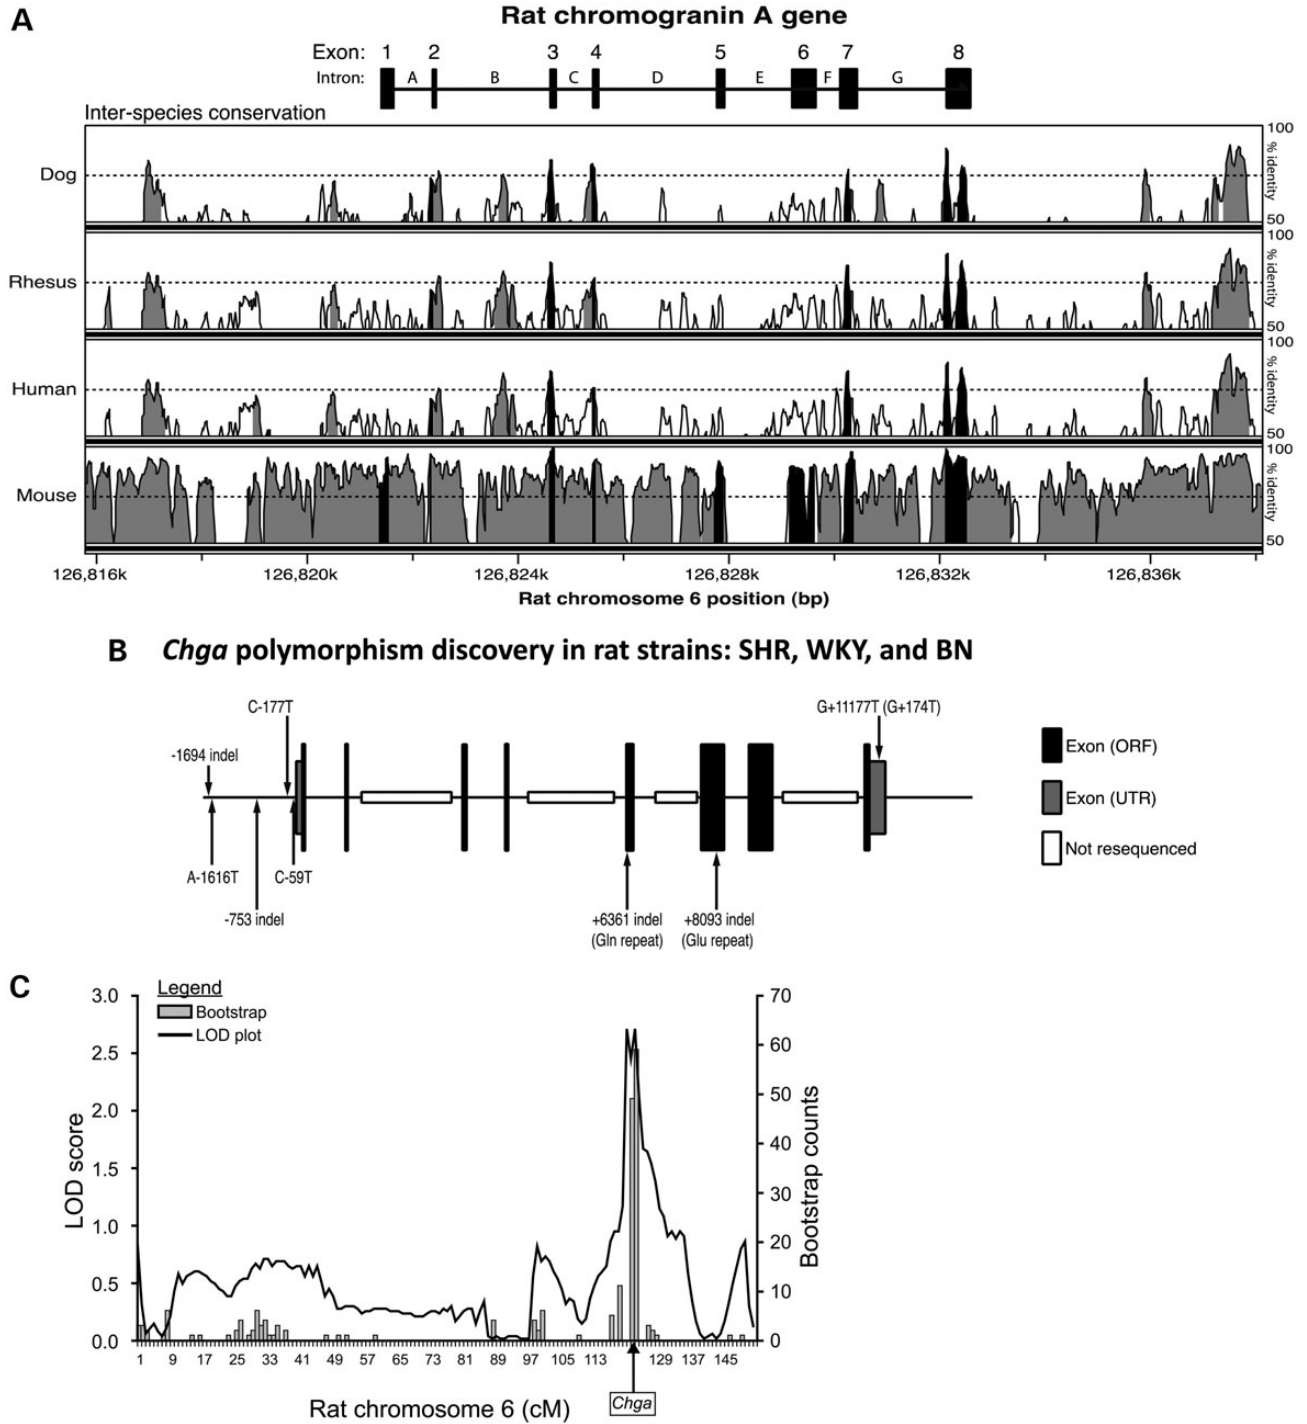 A
Rat chromogranin A gene
Exon: 1 2 3 4 5 6 7 8
Intron: A B C D E F G
Inter-species conservation
Dog
100
% identity
50
Rhesus
100
% identity
50
Human
100
% identity
50
Mouse
100
% identity
50
126,816k 126,820k 126,824k 126,828k 126,832k 126,836k
Rat chromosome 6 position (bp)
B Chga polymorphism discovery in rat strains: SHR, WKY, and BN
C-177T
G+11177T (G+174T)
-1694 indel
A-1616T
C-59T
-753 indel
+6361 indel
(Gln repeat)
+8093 indel
(Glu repeat)
Exon (ORF)
Exon (UTR)
Not resequenced
C
Legend
Bootstrap
LOD plot
LOD score
3.0
2.5
2.0
1.5
1.0
0.5
0.0
Bootstrap counts
70
60
50
40
30
20
10
0
1 9 17 25 33 41 49 57 65 73 81 89 97 105 113 129 137 145
Rat chromosome 6 (cM)
Chga